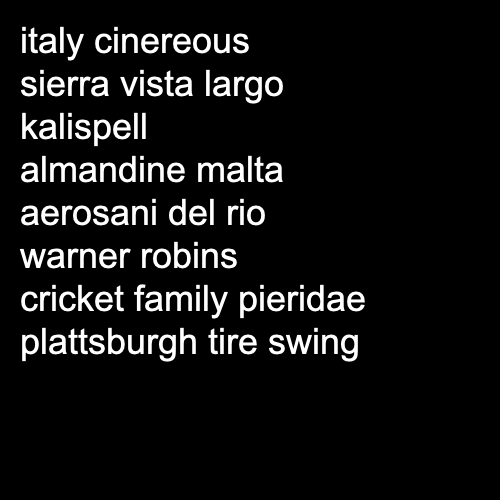 italy cinereous
sierra vista largo
kalispell
almandine malta
aerosani del rio
warner robins
cricket family pieridae
plattsburgh tire swing